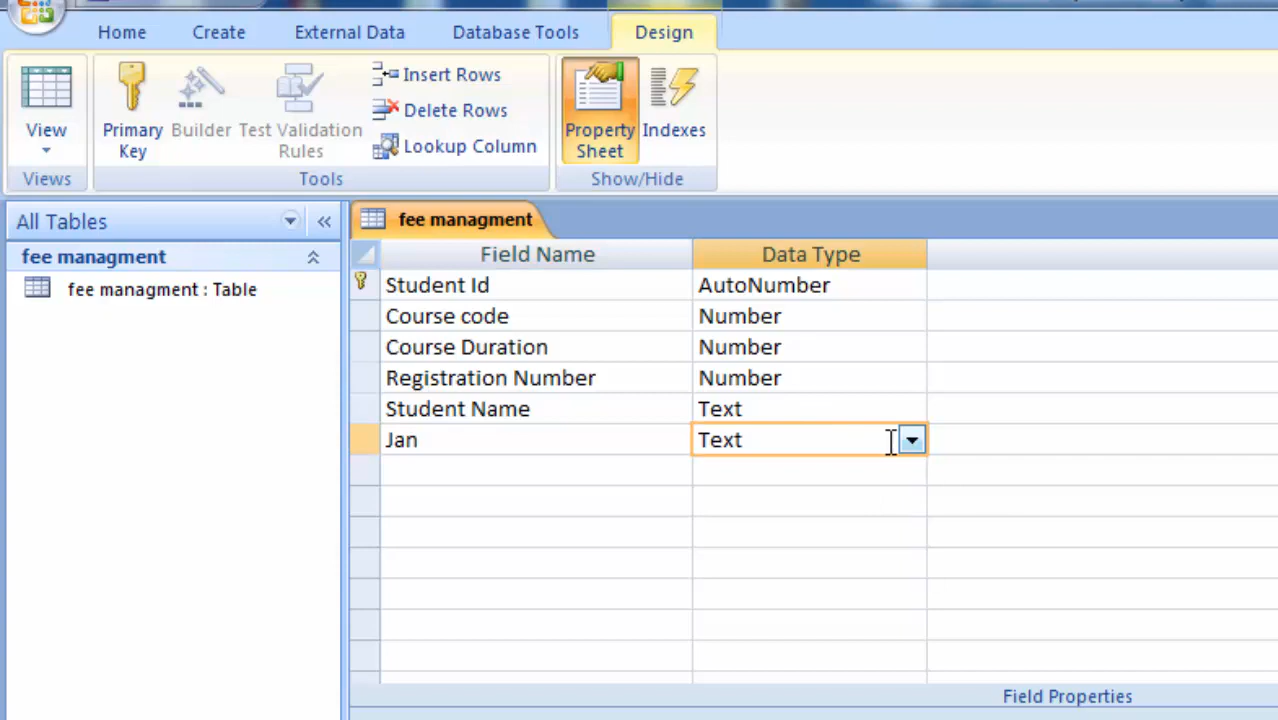 Home Create External Data Database Tools Design
View
Primary Key
Builder
Test Validation Rules
Insert Rows
Delete Rows
Lookup Column
Property Sheet
Indexes
Views Tools Show/Hide
All Tables
fee managment
fee managment : Table
fee managment
Field Name Data Type
Student Id AutoNumber
Course code Number
Course Duration Number
Registration Number Number
Student Name Text
Jan Text
Field Properties